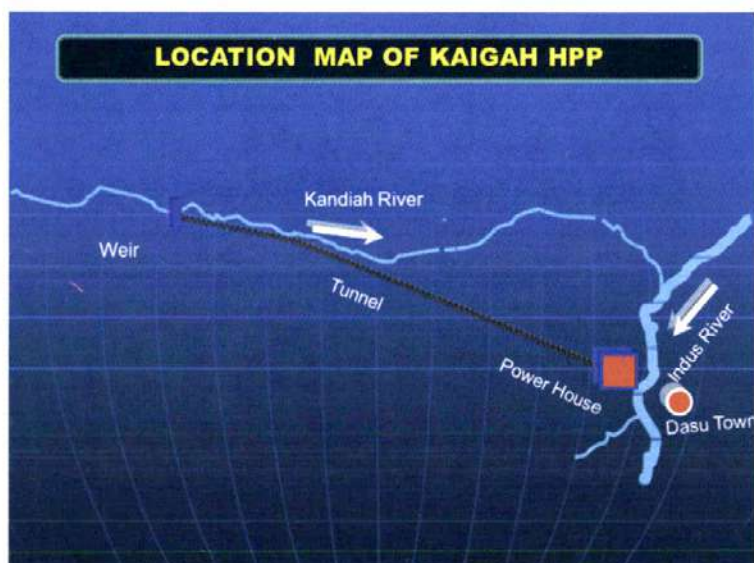 LOCATION MAP OF KAIGAH HPP
Kandiah River
Weir
Tunnel
Indus River
Power House
Dasu Town